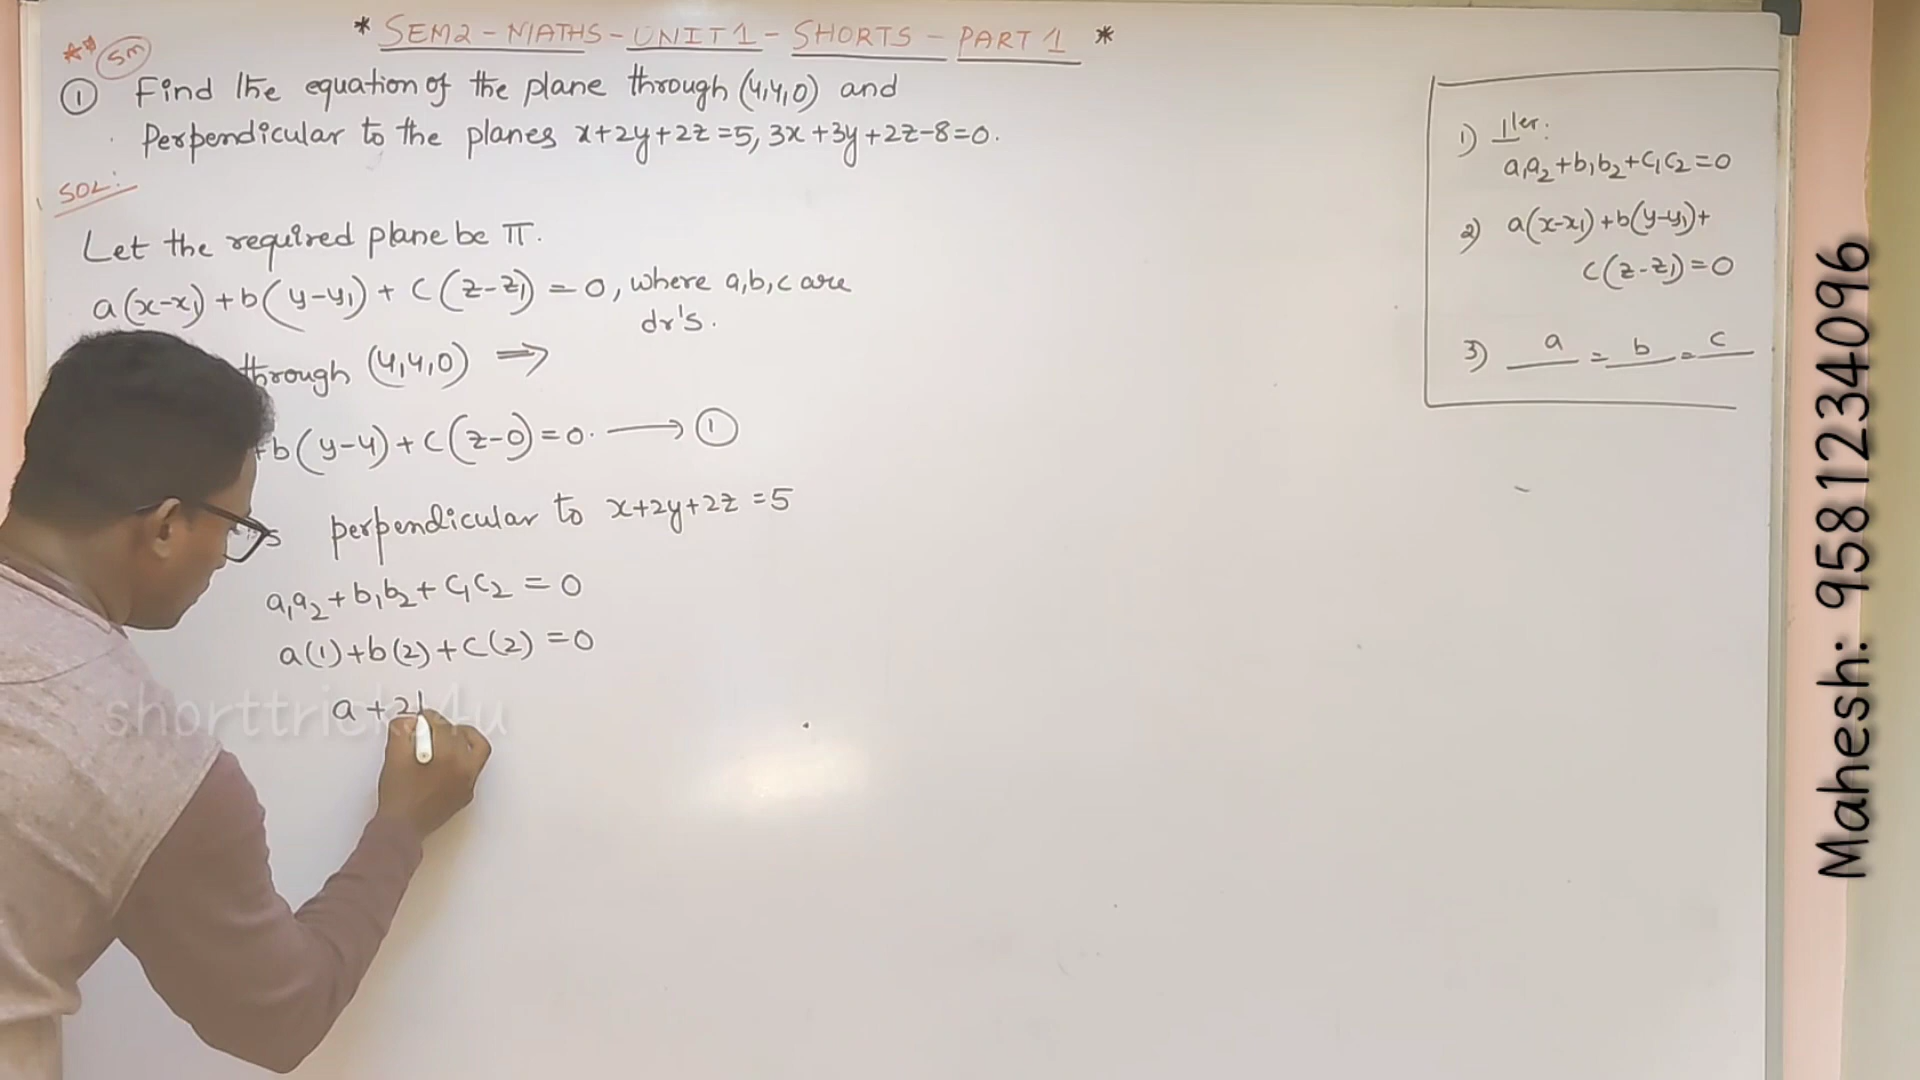 * SEM2 - MATHS - UNIT 1 - SHORTS - PART 1 *
** 5M
① Find the equation of the plane through (4,4,0) and
Perpendicular to the planes x+2y+2z=5, 3x+3y+2z-8=0.
SOL:
Let the required plane be π.
a(x-x₁)+b(y-y₁)+c(z-z₁)=0, where a,b,c are
dr's.
through (4,4,0) ⇒
+b(y-4)+c(z-0)=0. → ①
perpendicular to x+2y+2z=5
a₁a₂+b₁b₂+c₁c₂=0
a(1)+b(2)+c(2)=0
a+2
shorttricks4u
1) ⊥ler:
a₁a₂+b₁b₂+c₁c₂=0
2) a(x-x₁)+b(y-y₁)+
c(z-z₁)=0
3) a = b = c
Mahesh: 9581234096